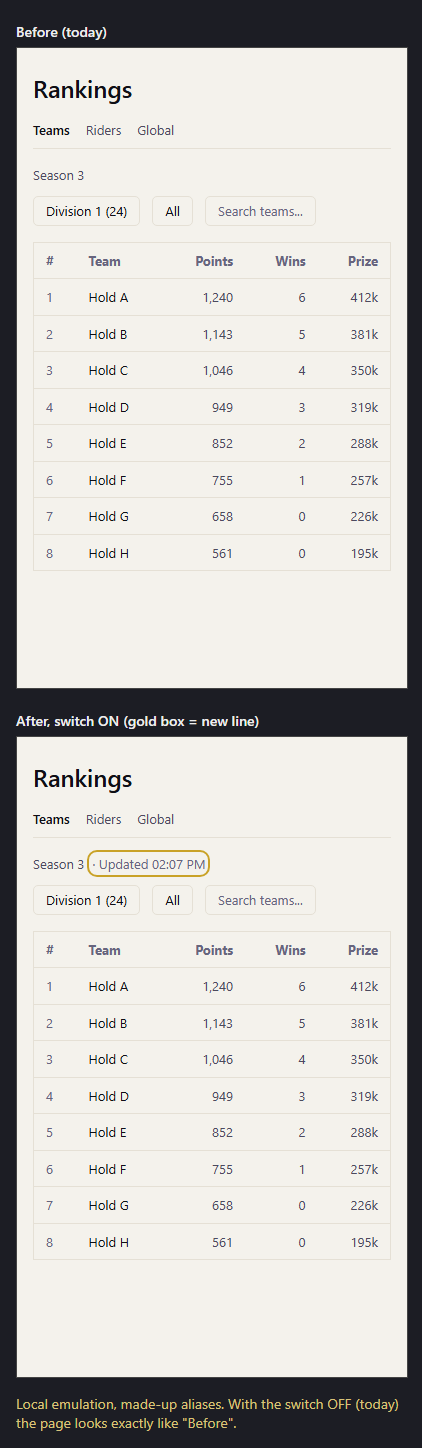 Before (today)
Rankings
Teams Riders Global
Season 3
Division 1 (24) All Search teams...
# Team Points Wins Prize
1 Hold A 1,240 6 412k
2 Hold B 1,143 5 381k
3 Hold C 1,046 4 350k
4 Hold D 949 3 319k
5 Hold E 852 2 288k
6 Hold F 755 1 257k
7 Hold G 658 0 226k
8 Hold H 561 0 195k
After, switch ON (gold box = new line)
Rankings
Teams Riders Global
Season 3 · Updated 02:07 PM
Division 1 (24) All Search teams...
# Team Points Wins Prize
1 Hold A 1,240 6 412k
2 Hold B 1,143 5 381k
3 Hold C 1,046 4 350k
4 Hold D 949 3 319k
5 Hold E 852 2 288k
6 Hold F 755 1 257k
7 Hold G 658 0 226k
8 Hold H 561 0 195k
Local emulation, made-up aliases. With the switch OFF (today)
the page looks exactly like "Before".